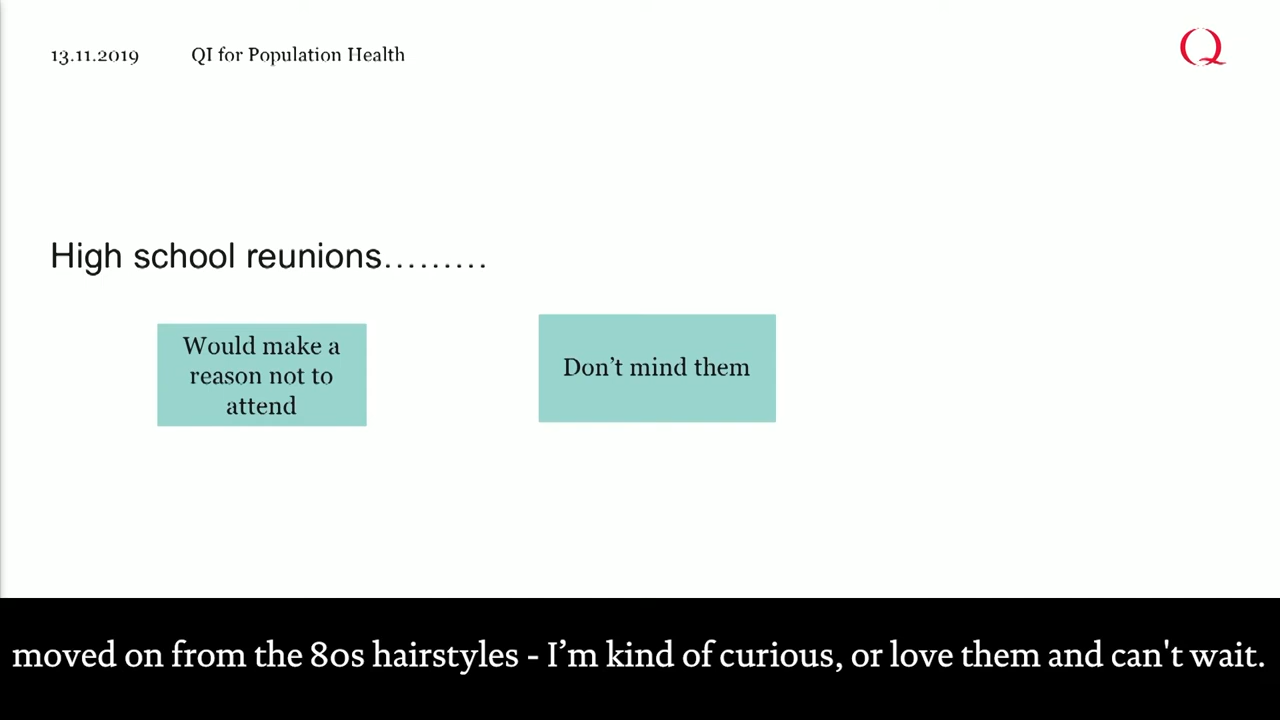 13.11.2019 QI for Population Health
Q
High school reunions.........
Would make a
reason not to
attend
Don’t mind them
moved on from the 80s hairstyles - I’m kind of curious, or love them and can't wait.